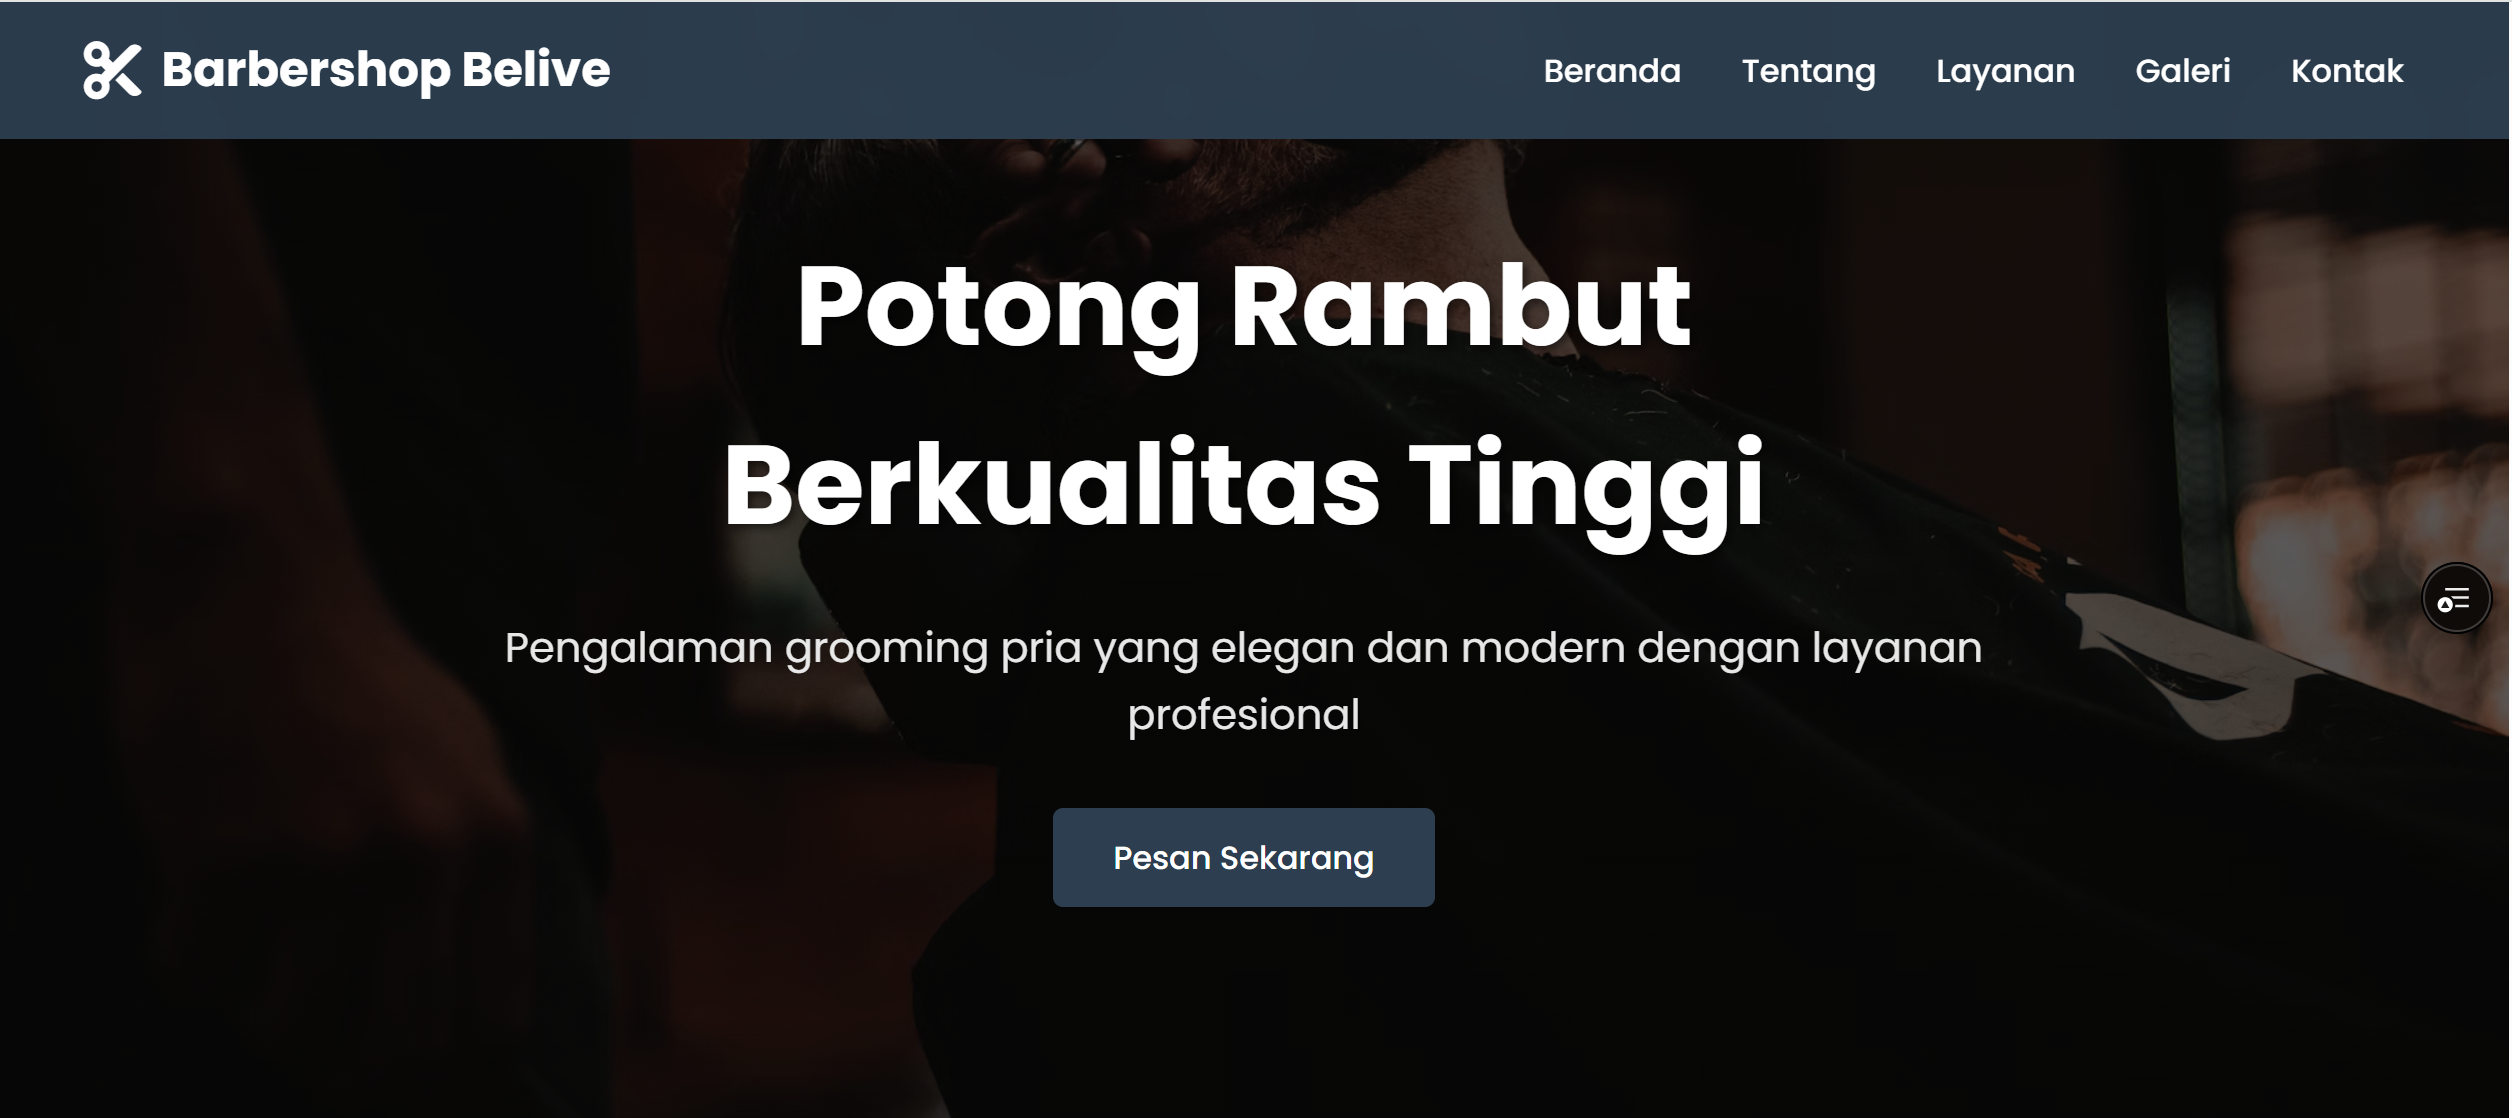 Barbershop Belive
Beranda Tentang Layanan Galeri Kontak
Potong Rambut
Berkualitas Tinggi
Pengalaman grooming pria yang elegan dan modern dengan layanan
profesional
Pesan Sekarang